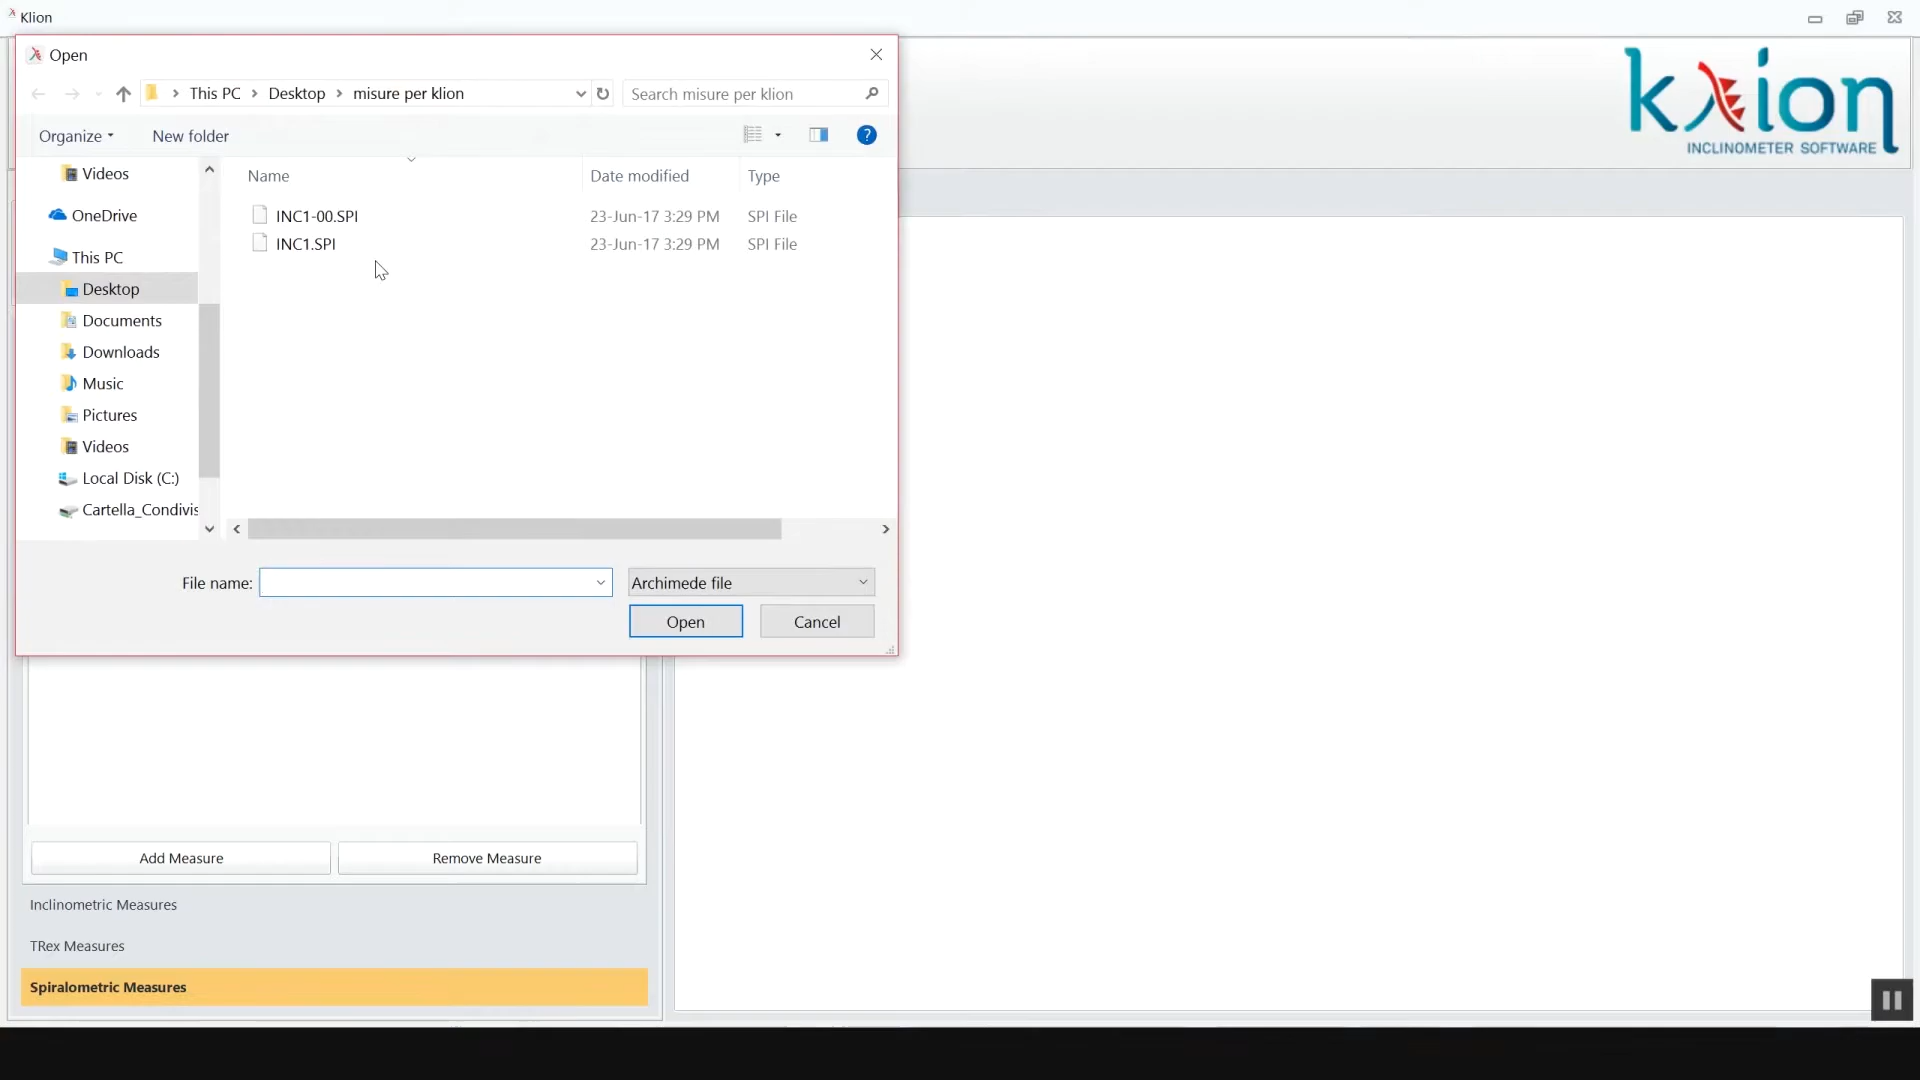 Klion
Open
This PC Desktop misure per klion
Search misure per klion
Organize New folder
Name Date modified Type
INC1-00.SPI 23-Jun-17 3:29 PM SPI File
INC1.SPI 23-Jun-17 3:29 PM SPI File
Videos
OneDrive
This PC
Desktop
Documents
Downloads
Music
Pictures
Videos
Local Disk (C:)
Cartella_Condivis
File name:
Archimede file
Open Cancel
klion
INCLINOMETER SOFTWARE
Add Measure Remove Measure
Inclinometric Measures
TRex Measures
Spiralometric Measures